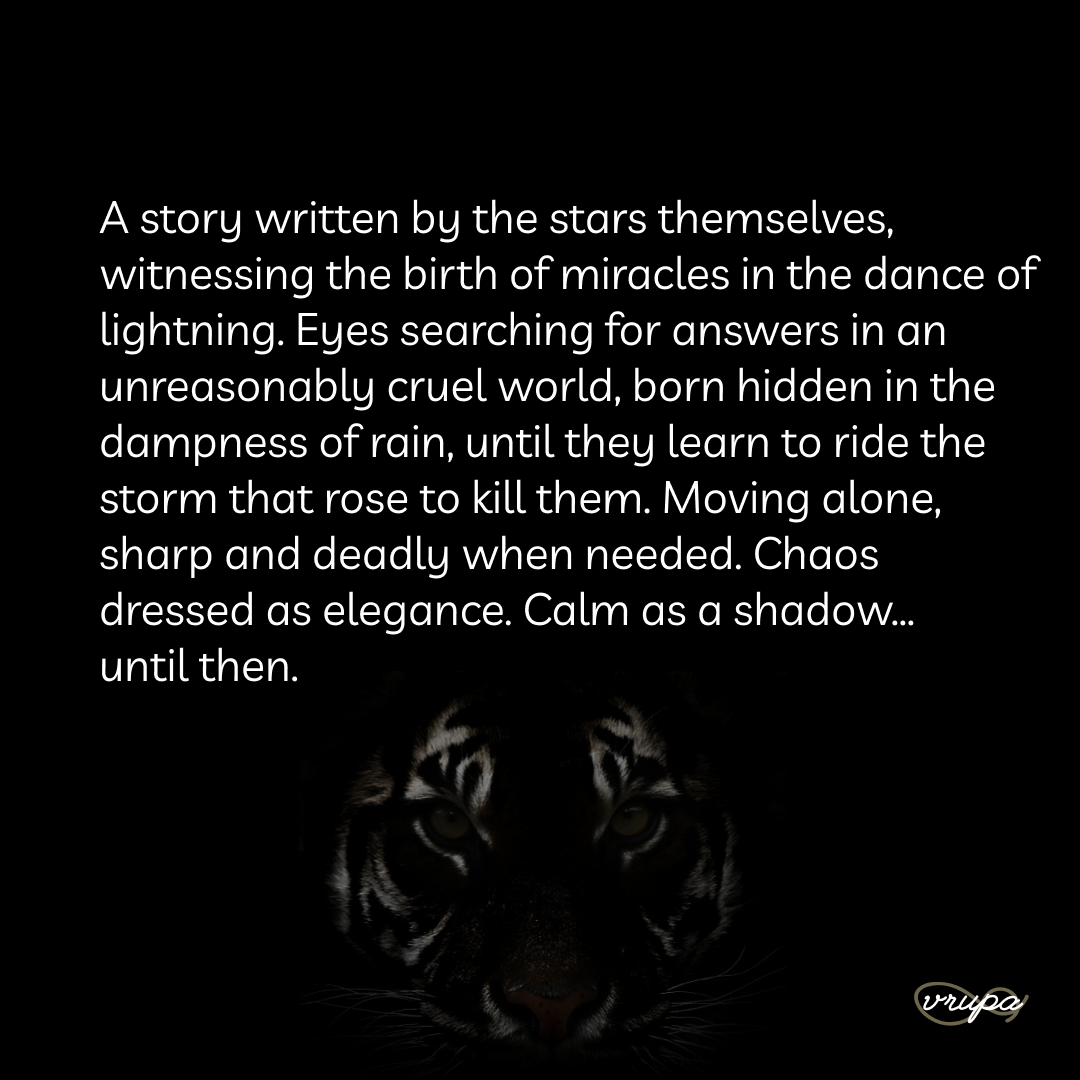 A story written by the stars themselves,
witnessing the birth of miracles in the dance of
lightning. Eyes searching for answers in an
unreasonably cruel world, born hidden in the
dampness of rain, until they learn to ride the
storm that rose to kill them. Moving alone,
sharp and deadly when needed. Chaos
dressed as elegance. Calm as a shadow...
until then.
vrupa